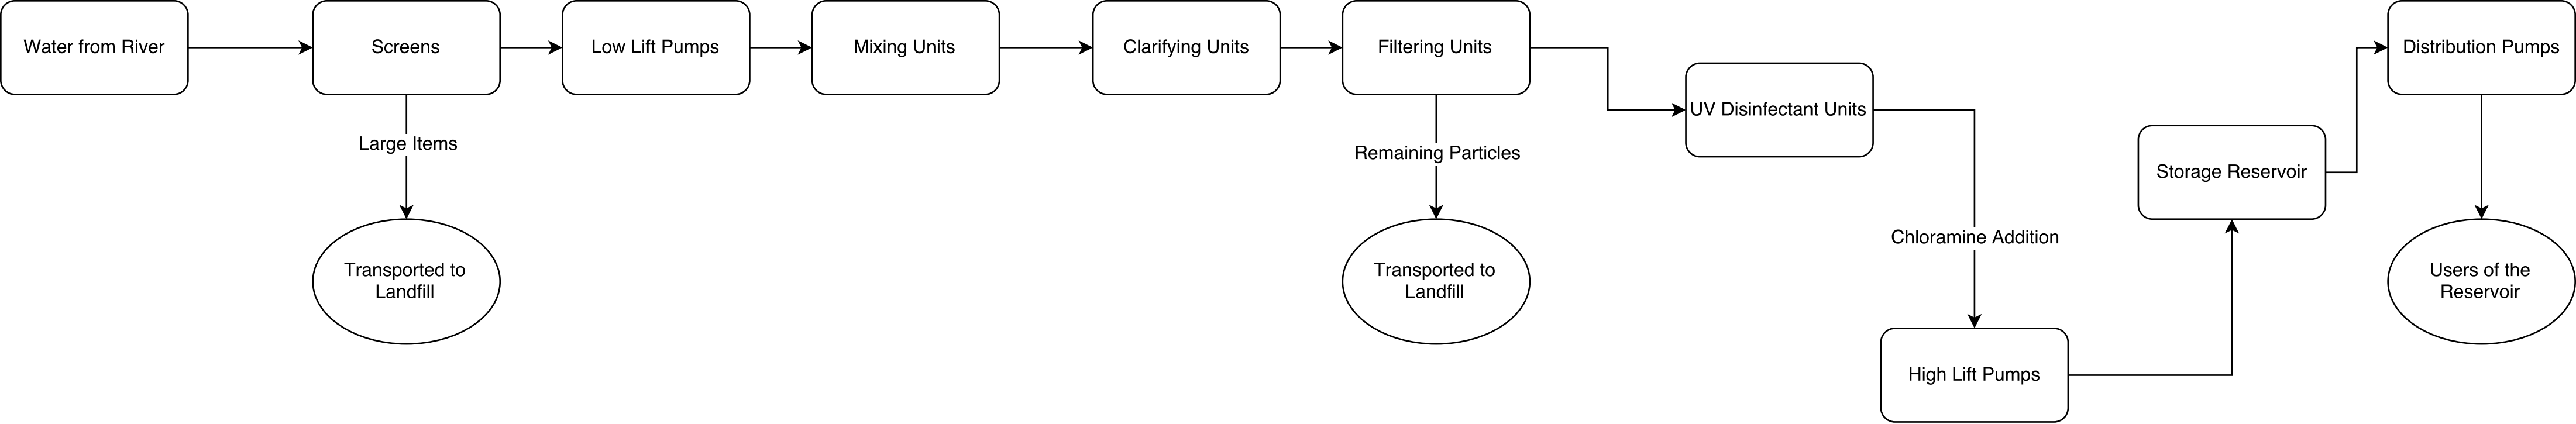 Water from River
Screens
Low Lift Pumps
Mixing Units
Clarifying Units
Filtering Units
Distribution Pumps
UV Disinfectant Units
Large Items
Remaining Particles
Storage Reservoir
Chloramine Addition
Transported to
Landfill
Transported to
Landfill
Users of the
Reservoir
High Lift Pumps